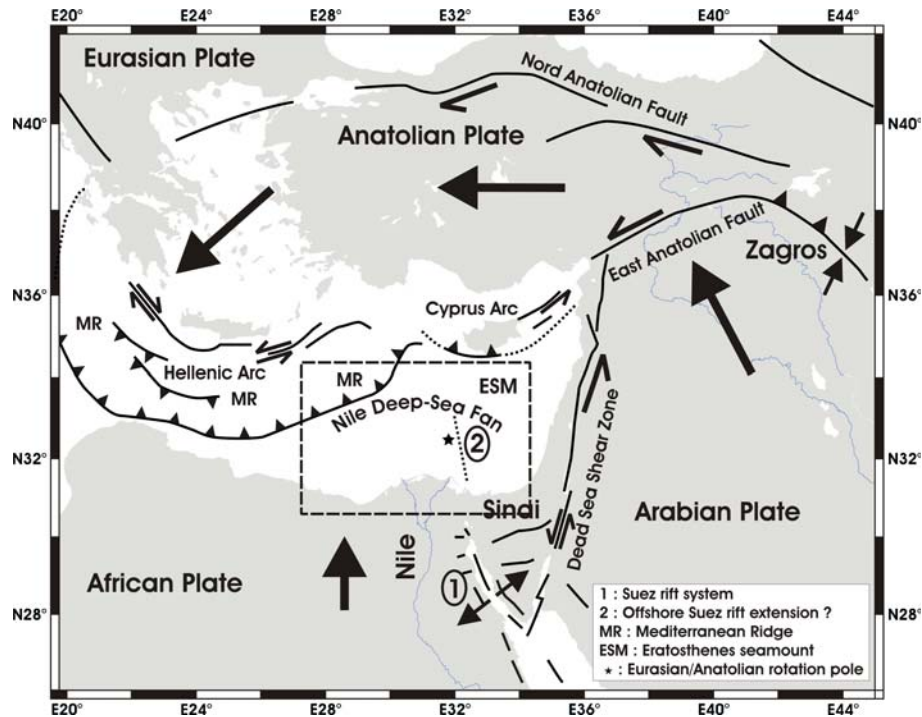 E20° E24° E28° E32° E36° E40° E44°
Eurasian Plate
Nord Anatolian Fault
N40° N40°
Anatolian Plate
East Anatolian Fault
Zagros
N36° N36°
Cyprus Arc
MR
Hellenic Arc
MR
MR
ESM
Nile Deep-Sea Fan
2
N32° N32°
Sindi
Dead Sea Shear Zone
Arabian Plate
Nile
African Plate
1
N28° N28°
1 : Suez rift system
2 : Offshore Suez rift extension ?
MR : Mediterranean Ridge
ESM : Eratosthenes seamount
★ : Eurasian/Anatolian rotation pole
E20° E24° E28° E32° E36° E40° E44°